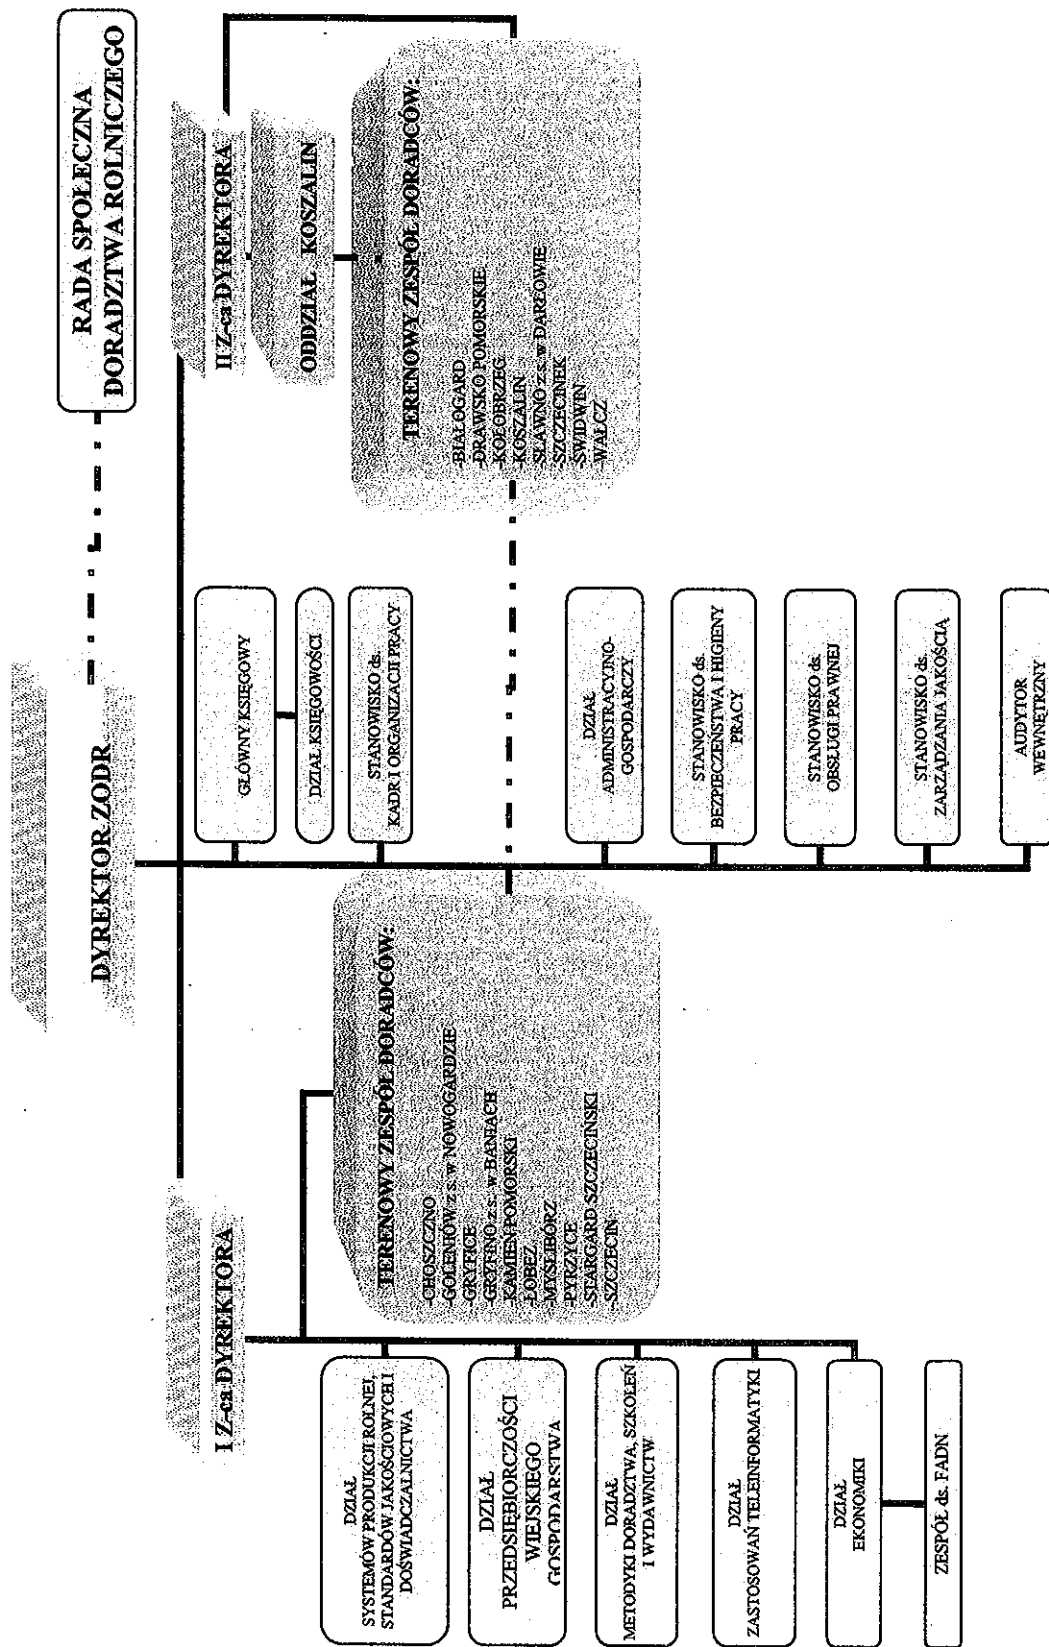 RADA SPOŁECZNA
DORADZTWA ROLNICZEGO
DYREKTOR ZODR
I Z-ca DYREKTORA
II Z-ca DYREKTORA
ODDZIAŁ KOSZALIN
TERENOWY ZESPÓŁ DORADCÓW:
-BIAŁOGARD
-DRAWSKO POMORSKIE
-KOŁOBRZEG
-KOSZALIN
-SŁAWNO z.s. w DARŁOWIE
-SZCZECINEK
-ŚWIDWIN
-WAŁCZ
GŁÓWNY KSIĘGOWY
DZIAŁ KSIĘGOWOŚCI
STANOWISKO ds.
KADR I ORGANIZACJI PRACY
DZIAŁ
ADMINISTRACYJNO-
GOSPODARCZY
STANOWISKO ds.
BEZPIECZEŃSTWA I HIGIENY
PRACY
STANOWISKO ds.
OBSŁUGI PRAWNEJ
STANOWISKO ds.
ZARZĄDZANIA JAKOŚCIĄ
AUDYTOR
WEWNĘTRZNY
TERENOWY ZESPÓŁ DORADCÓW:
-CHOSZCZNO
-GOLENIÓW z s. w NOWOGARDZIE
-GRYFICE
-GRYFINO z.s. w BANIACH
-KAMIEŃ POMORSKI
-ŁOBEZ
-MYŚLIBÓRZ
-PYRZYCE
-STARGARD SZCZECIŃSKI
-SZCZECIN
DZIAŁ
SYSTEMÓW PRODUKCJI ROLNEJ,
STANDARDÓW JAKOŚCIOWYCH I
DOŚWIADCZALNICTWA
DZIAŁ
PRZEDSIĘBIORCZOŚCI
WIEJSKIEGO
GOSPODARSTWA
DZIAŁ
METODYKI DORADZTWA, SZKOLEŃ
I WYDAWNICTW
DZIAŁ
ZASTOSOWAŃ TELEINFORMATYKI
DZIAŁ
EKONOMIKI
ZESPÓŁ ds. FADN